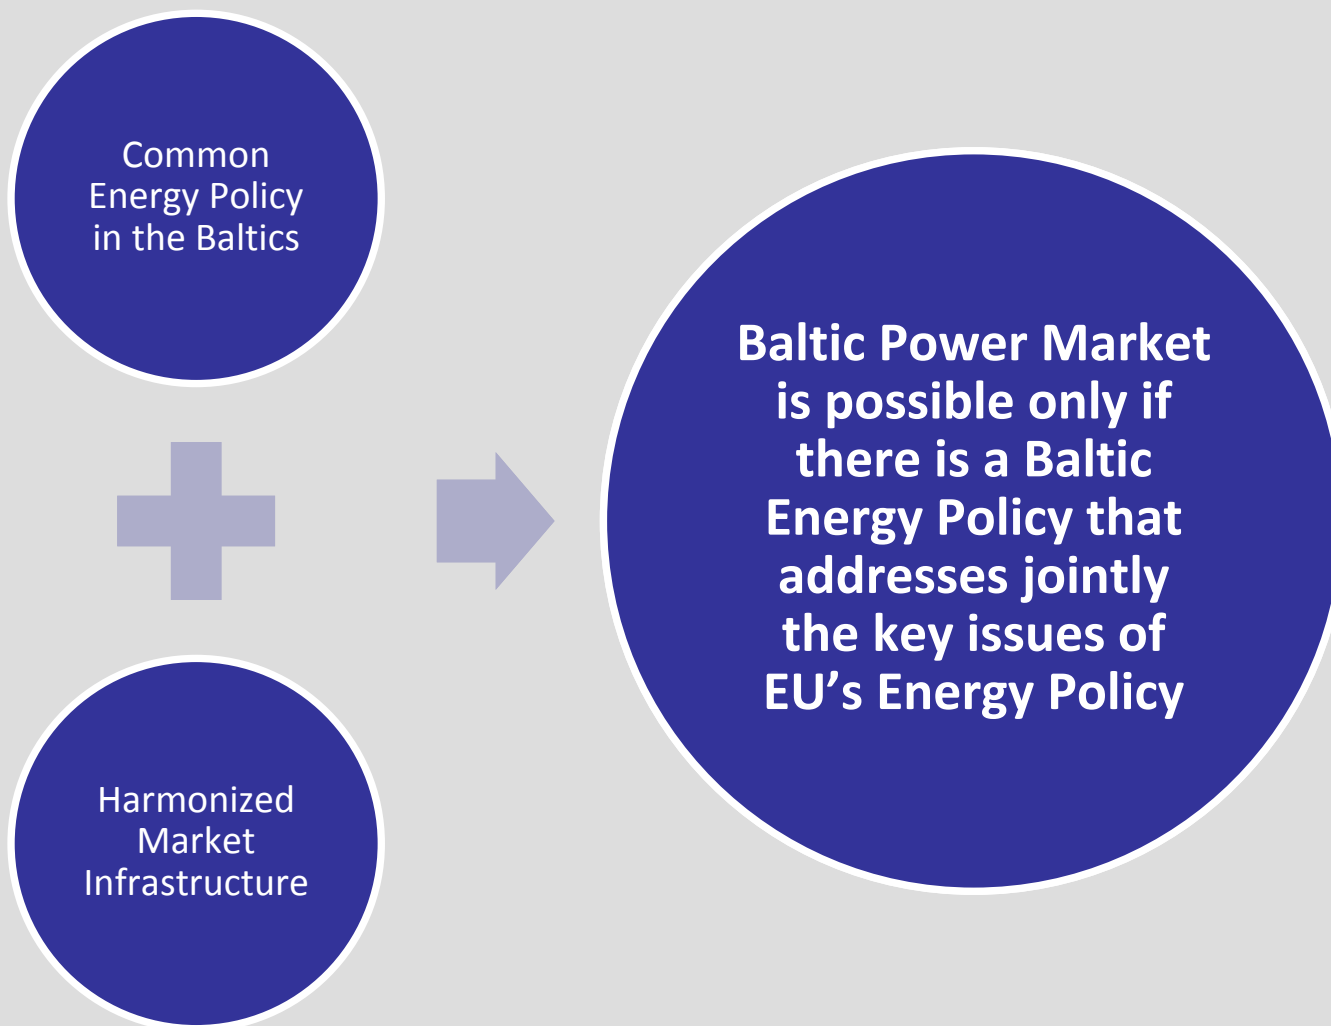 Common
Energy Policy
in the Baltics
Harmonized
Market
Infrastructure
Baltic Power Market
is possible only if
there is a Baltic
Energy Policy that
addresses jointly
the key issues of
EU’s Energy Policy